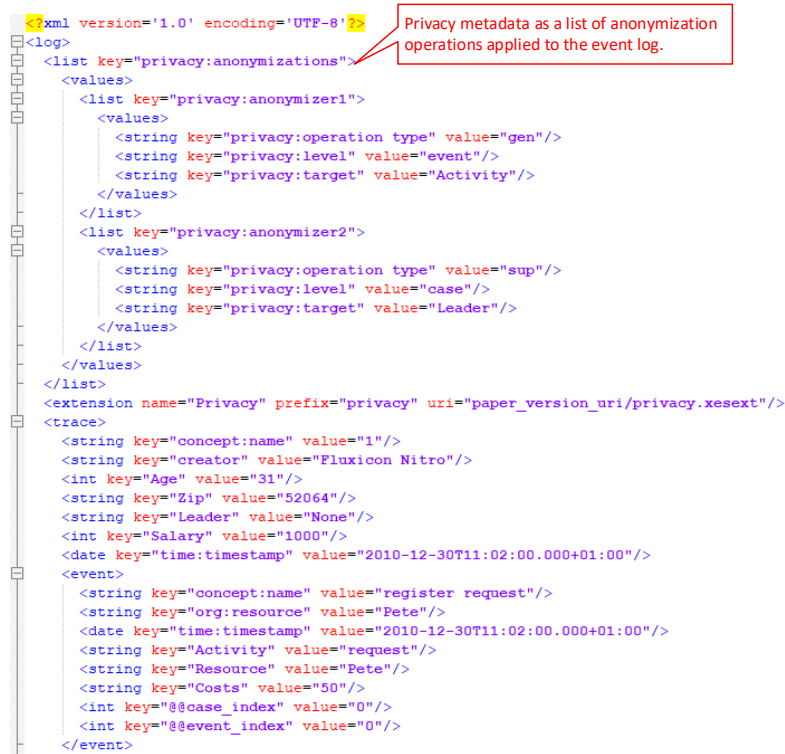 <?xml version='1.0' encoding='UTF-8'?>
Privacy metadata as a list of anonymization
operations applied to the event log.
<log>
<list key="privacy:anonymizations">
<values>
<list key="privacy:anonymizer1">
<values>
<string key="privacy:operation type" value="gen"/>
<string key="privacy:level" value="event"/>
<string key="privacy:target" value="Activity"/>
</values>
</list>
<list key="privacy:anonymizer2">
<values>
<string key="privacy:operation type" value="sup"/>
<string key="privacy:level" value="case"/>
<string key="privacy:target" value="Leader"/>
</values>
</list>
</values>
</list>
<extension name="Privacy" prefix="privacy" uri="paper_version_uri/privacy.xesext"/>
<trace>
<string key="concept:name" value="1"/>
<string key="creator" value="Fluxicon Nitro"/>
<int key="Age" value="31"/>
<string key="Zip" value="52064"/>
<string key="Leader" value="None"/>
<int key="Salary" value="1000"/>
<date key="time:timestamp" value="2010-12-30T11:02:00.000+01:00"/>
<event>
<string key="concept:name" value="register request"/>
<string key="org:resource" value="Pete"/>
<date key="time:timestamp" value="2010-12-30T11:02:00.000+01:00"/>
<string key="Activity" value="request"/>
<string key="Resource" value="Pete"/>
<string key="Costs" value="50"/>
<int key="@@case_index" value="0"/>
<int key="@@event_index" value="0"/>
</event>